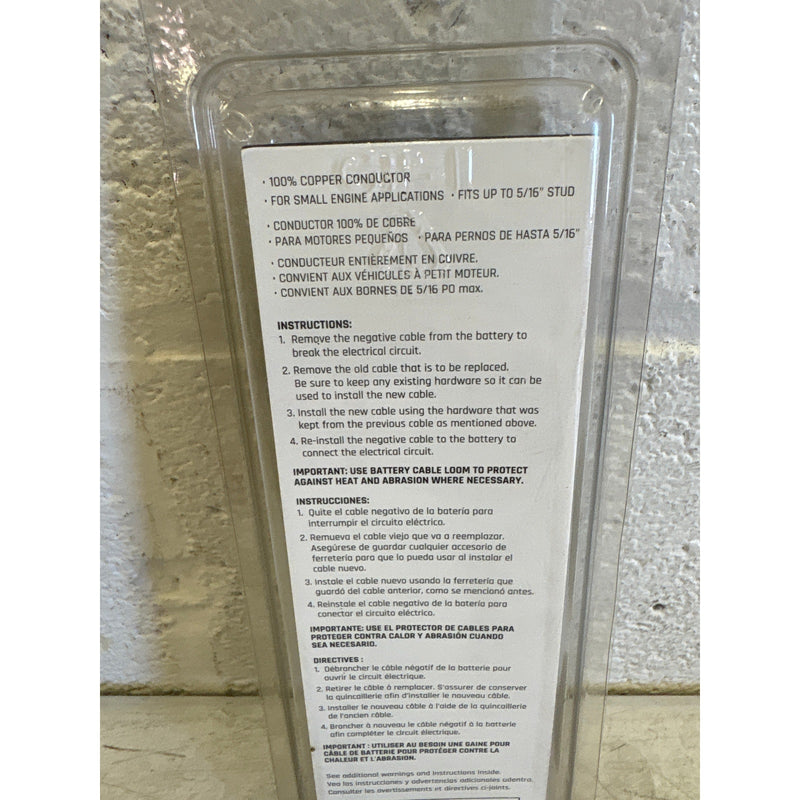 · 100% COPPER CONDUCTOR
· FOR SMALL ENGINE APPLICATIONS · FITS UP TO 5/16" STUD
· CONDUCTOR 100% DE COBRE
· PARA MOTORES PEQUEÑOS · PARA PERNOS DE HASTA 5/16"
· CONDUCTEUR ENTIÈREMENT EN CUIVRE.
· CONVIENT AUX VÉHICULES À PETIT MOTEUR.
· CONVIENT AUX BORNES DE 5/16 PO max.
INSTRUCTIONS:
1. Remove the negative cable from the battery to
break the electrical circuit.
2. Remove the old cable that is to be replaced.
Be sure to keep any existing hardware so it can be
used to install the new cable.
3. Install the new cable using the hardware that was
kept from the previous cable as mentioned above.
4. Re-install the negative cable to the battery to
connect the electrical circuit.
IMPORTANT: USE BATTERY CABLE LOOM TO PROTECT
AGAINST HEAT AND ABRASION WHERE NECESSARY.
INSTRUCCIONES:
1. Quite el cable negativo de la batería para
interrumpir el circuito eléctrico.
2. Remueva el cable viejo que va a reemplazar.
Asegúrese de guardar cualquier accesorio de
ferretería para que lo pueda usar al instalar el
cable nuevo.
3. Instale el cable nuevo usando la ferretería que
guardó del cable anterior, como se mencionó antes.
4. Reinstale el cable negativo de la batería para
conectar el circuito eléctrico.
IMPORTANTE: USE EL PROTECTOR DE CABLES PARA
PROTEGER CONTRA CALOR Y ABRASIÓN CUANDO
SEA NECESARIO.
DIRECTIVES :
1. Débrancher le câble négatif de la batterie pour
ouvrir le circuit électrique.
2. Retirer le câble à remplacer. S'assurer de conserver
la quincaillerie afin d'installer le nouveau câble.
3. Installer le nouveau câble à l'aide de la quincaillerie
de l'ancien câble.
4. Brancher à nouveau le câble négatif à la batterie
afin compléter le circuit électrique.
IMPORTANT : UTILISER AU BESOIN UNE GAINE POUR
CÂBLE DE BATTERIE POUR PROTÉGER CONTRE LA
CHALEUR ET L'ABRASION.
See additional warnings and instructions inside.
Vea las instrucciones y advertencias adicionales adentro.
Consulter les avertissements et directives ci-joints.